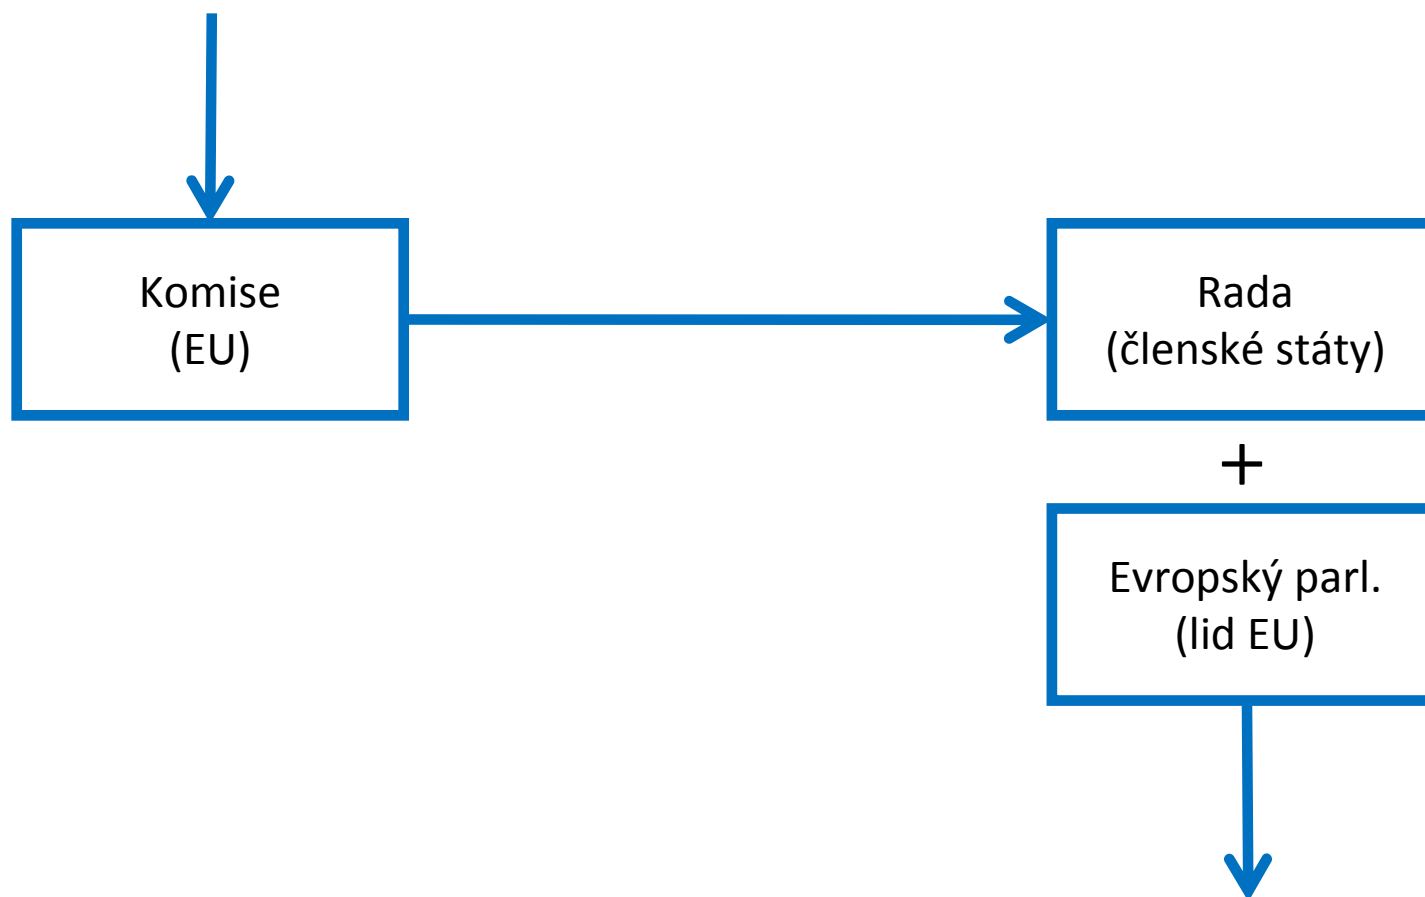 Komise
(EU)
Rada
(členské státy)
+
Evropský parl.
(lid EU)